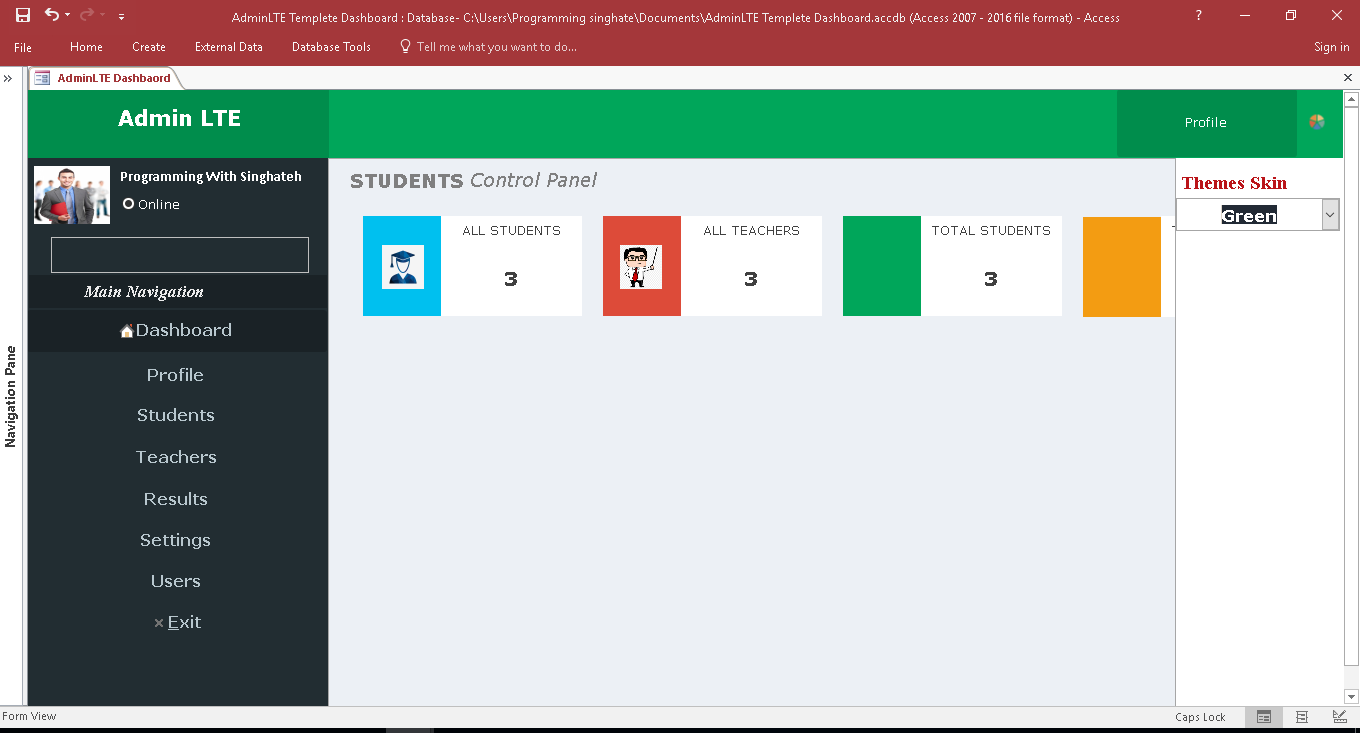 AdminLTE Templete Dashboard : Database- C:\Users\Programming singhate\Documents\AdminLTE Templete Dashboard.accdb (Access 2007 - 2016 file format) - Access
?
File Home Create External Data Database Tools Tell me what you want to do... Sign in
AdminLTE Dashbaord
Admin LTE
Profile
Programming With Singhateh
Online
Main Navigation
Dashboard
Profile
Students
Teachers
Results
Settings
Users
Exit
Navigation Pane
STUDENTS Control Panel
ALL STUDENTS
3
ALL TEACHERS
3
TOTAL STUDENTS
3
Themes Skin
Green
Form View
Caps Lock